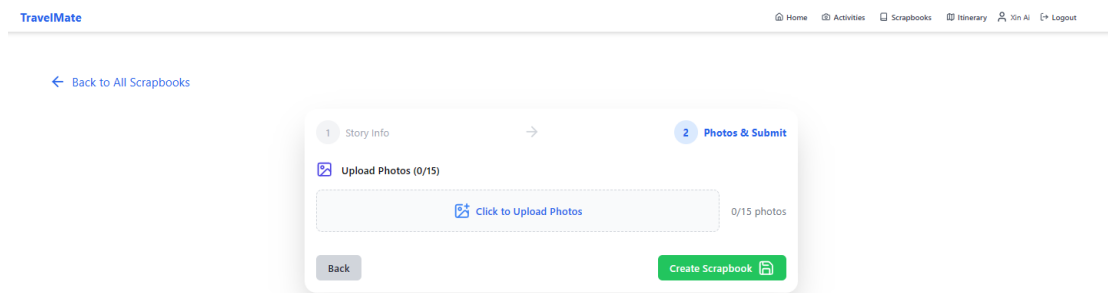 TravelMate Home Activities Scrapbooks Itinerary Xin Ai Logout
Back to All Scrapbooks
1 Story Info 2 Photos & Submit
Upload Photos (0/15)
Click to Upload Photos 0/15 photos
Back Create Scrapbook